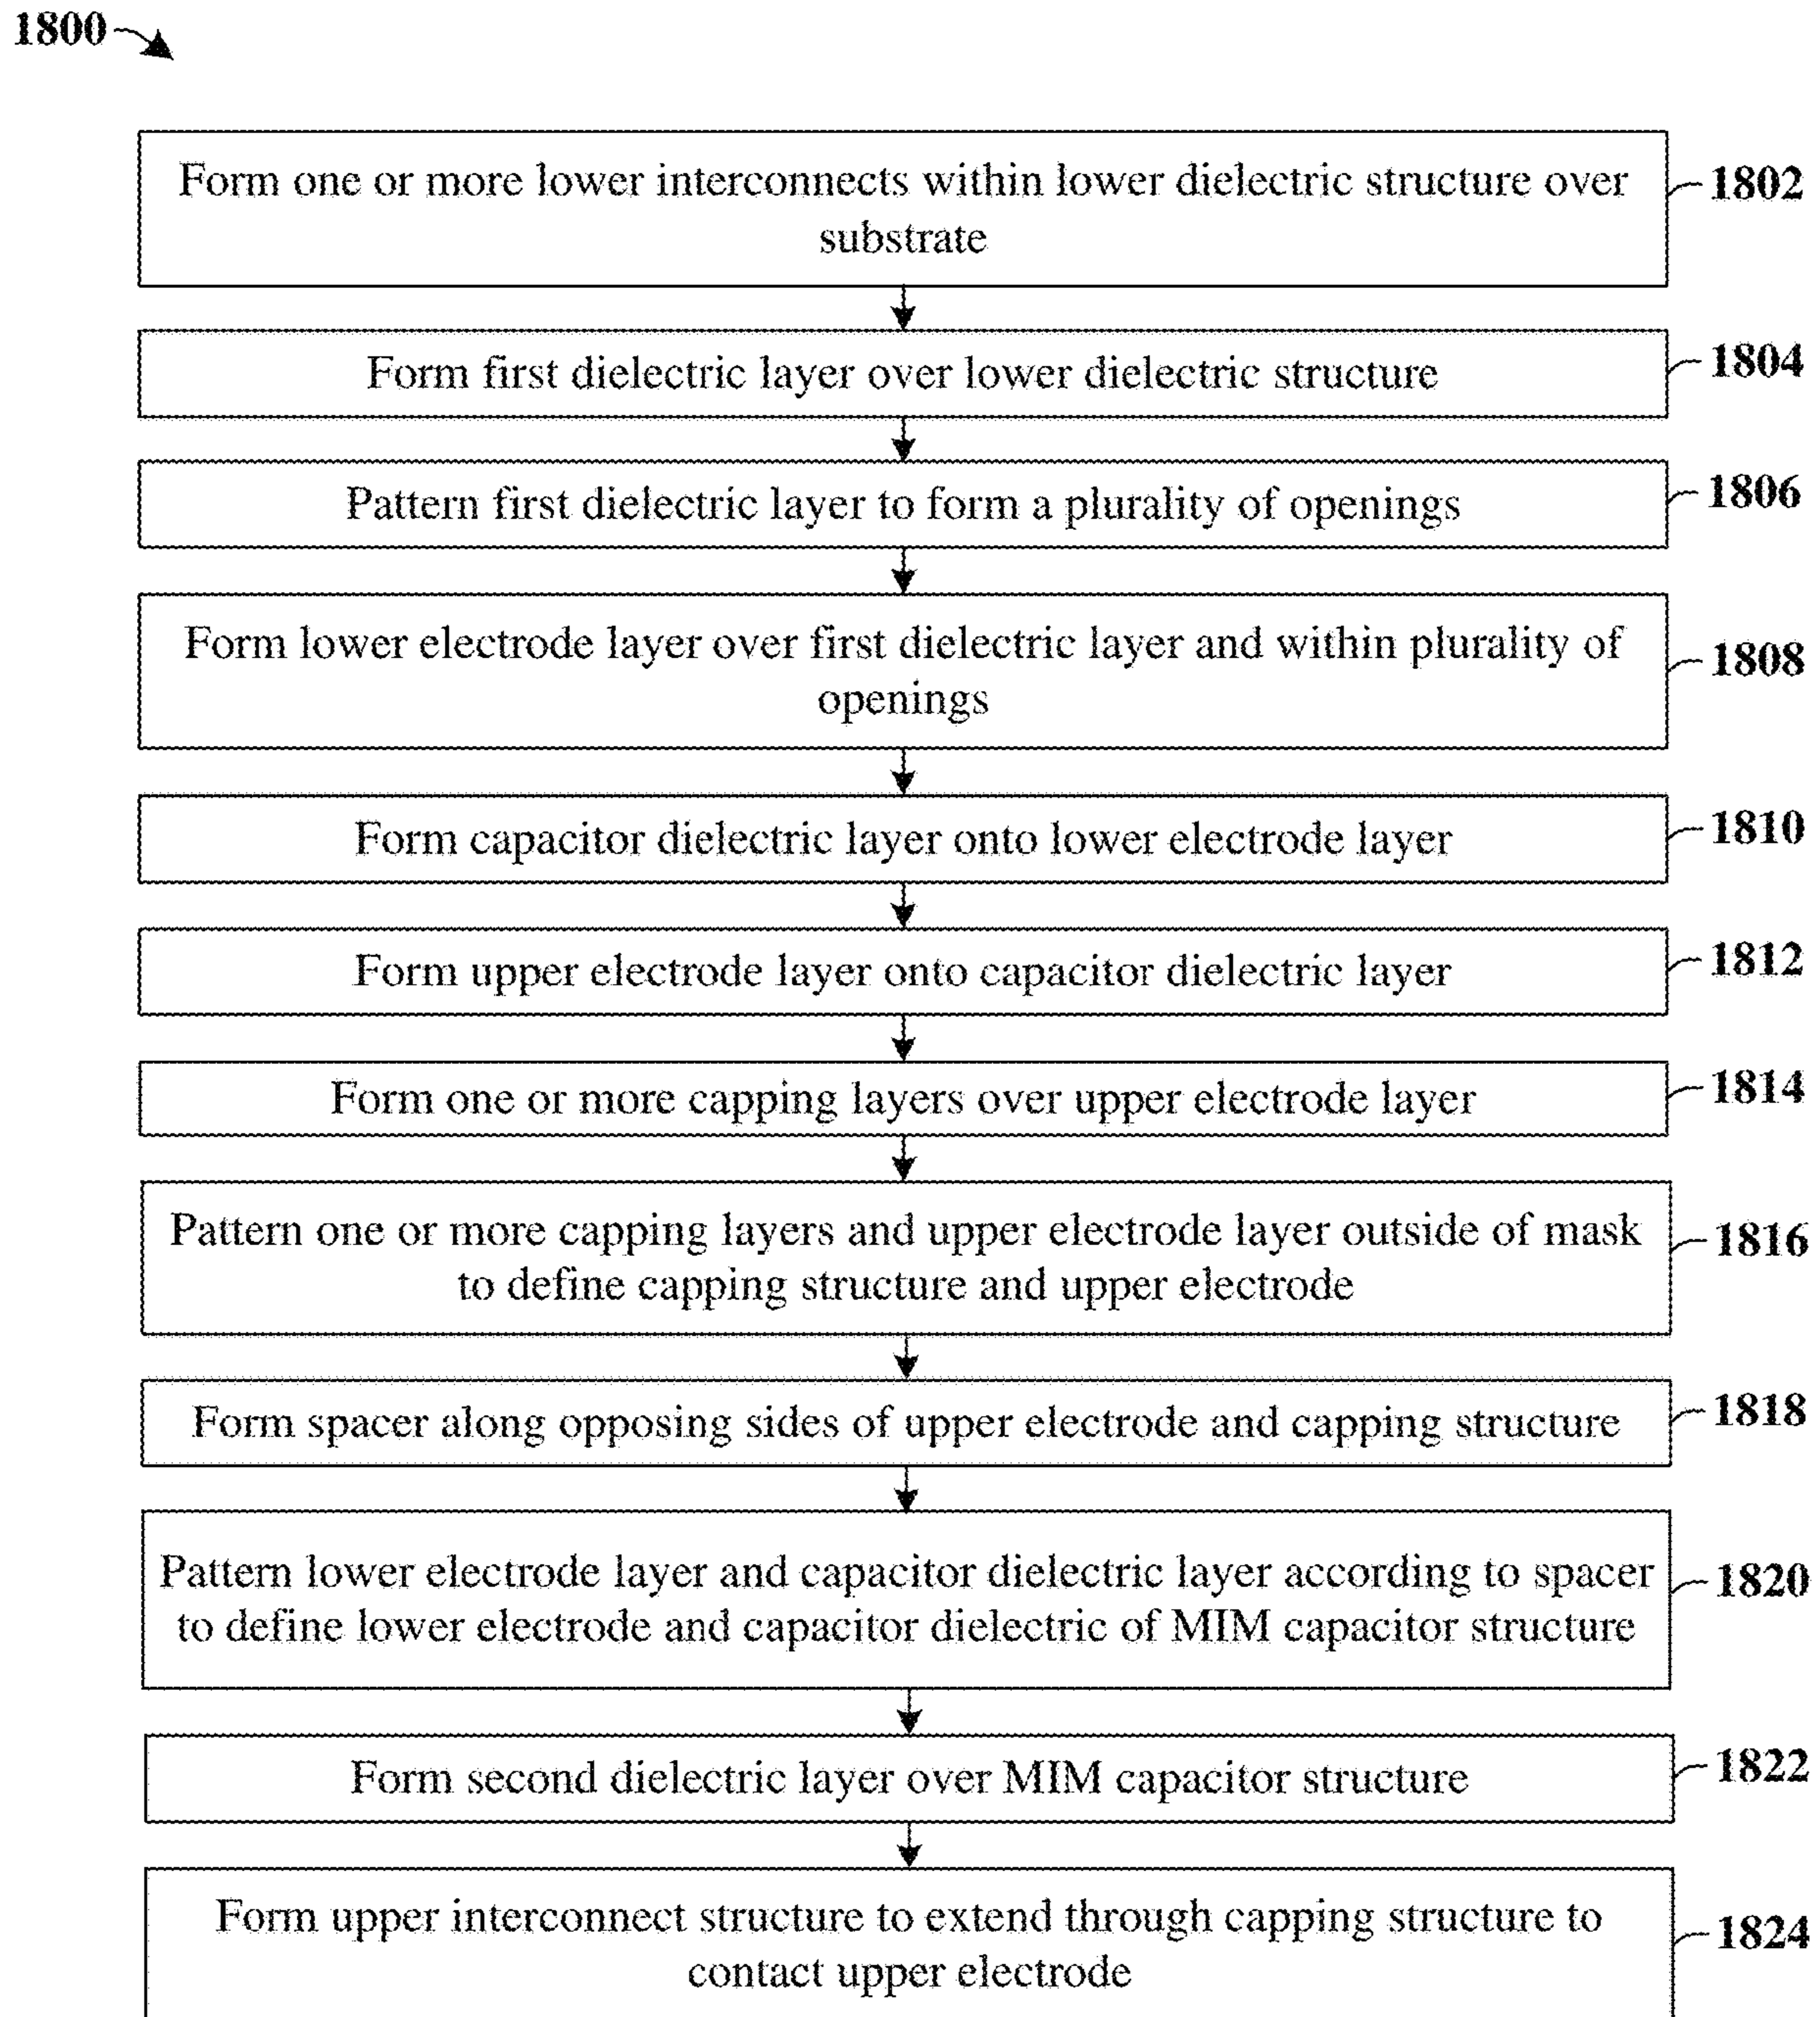 1800
Form one or more lower interconnects within lower dielectric structure over
substrate
1802
Form first dielectric layer over lower dielectric structure
1804
Pattern first dielectric layer to form a plurality of openings
1806
Form lower electrode layer over first dielectric layer and within plurality of
openings
1808
Form capacitor dielectric layer onto lower electrode layer
1810
Form upper electrode layer onto capacitor dielectric layer
1812
Form one or more capping layers over upper electrode layer
1814
Pattern one or more capping layers and upper electrode layer outside of mask
to define capping structure and upper electrode
1816
Form spacer along opposing sides of upper electrode and capping structure
1818
Pattern lower electrode layer and capacitor dielectric layer according to spacer
to define lower electrode and capacitor dielectric of MIM capacitor structure
1820
Form second dielectric layer over MIM capacitor structure
1822
Form upper interconnect structure to extend through capping structure to
contact upper electrode
1824